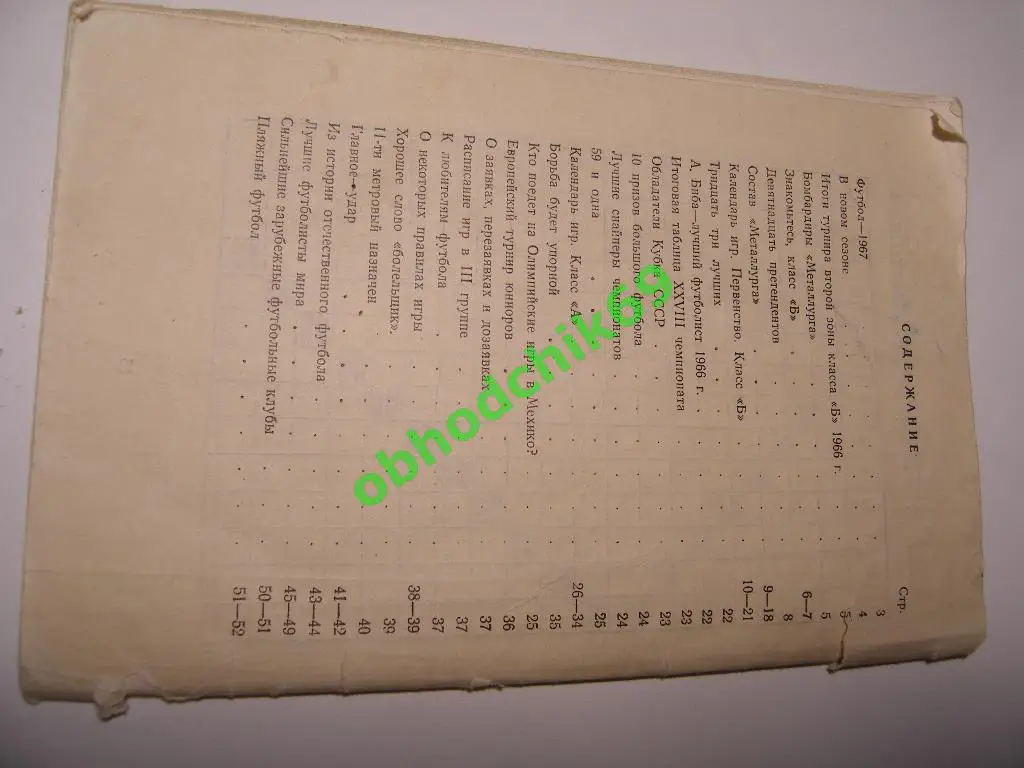 СОДЕРЖАНИЕ
Стр.
Футбол—1967 . . . . 3
В новом сезоне . . . . 4
Итоги турнира второй зоны класса «Б» 1966 г. . . 5
Бомбардиры «Металлурга» . . . . 5
Знакомьтесь, класс «Б» . . . . 6—7
Девятнадцать претендентов . . . . 8
Состав «Металлурга» . . . . 9—18
Календарь игр. Первенство. Класс «Б» . . . 10—21
Тридцать три лучших . . . . 22
А. Биба—лучший футболист 1966 г. . . . . 22
Итоговая таблица XXVIII чемпионата . . . 23
Обладатели Кубка СССР . . . . 23
10 призов большого футбола . . . . 24
Лучшие снайперы чемпионатов . . . . 24
59 и одна . . . . 25
Календарь игр. Класс «А» . . . . 26—34
Борьба будет упорной . . . . 35
Кто поедет на Олимпийские игры в Мехико? . . 25
Европейский турнир юниоров . . . . 36
О заявках, перезаявках и дозаявках . . . 37
Расписание игр в III группе . . . . 37
К любителям футбола . . . . 37
О некоторых правилах игры . . . . 38—39
Хорошее слово «болельщик» . . . . 39
11-ти метровый назначен . . . . 40
Главное—удар . . . . 41—42
Из истории отечественного футбола . . . 43—44
Лучшие футболисты мира . . . . 45—49
Сильнейшие зарубежные футбольные клубы . . . 50—51
Пляжный футбол . . . . 51—52
obhodchik69